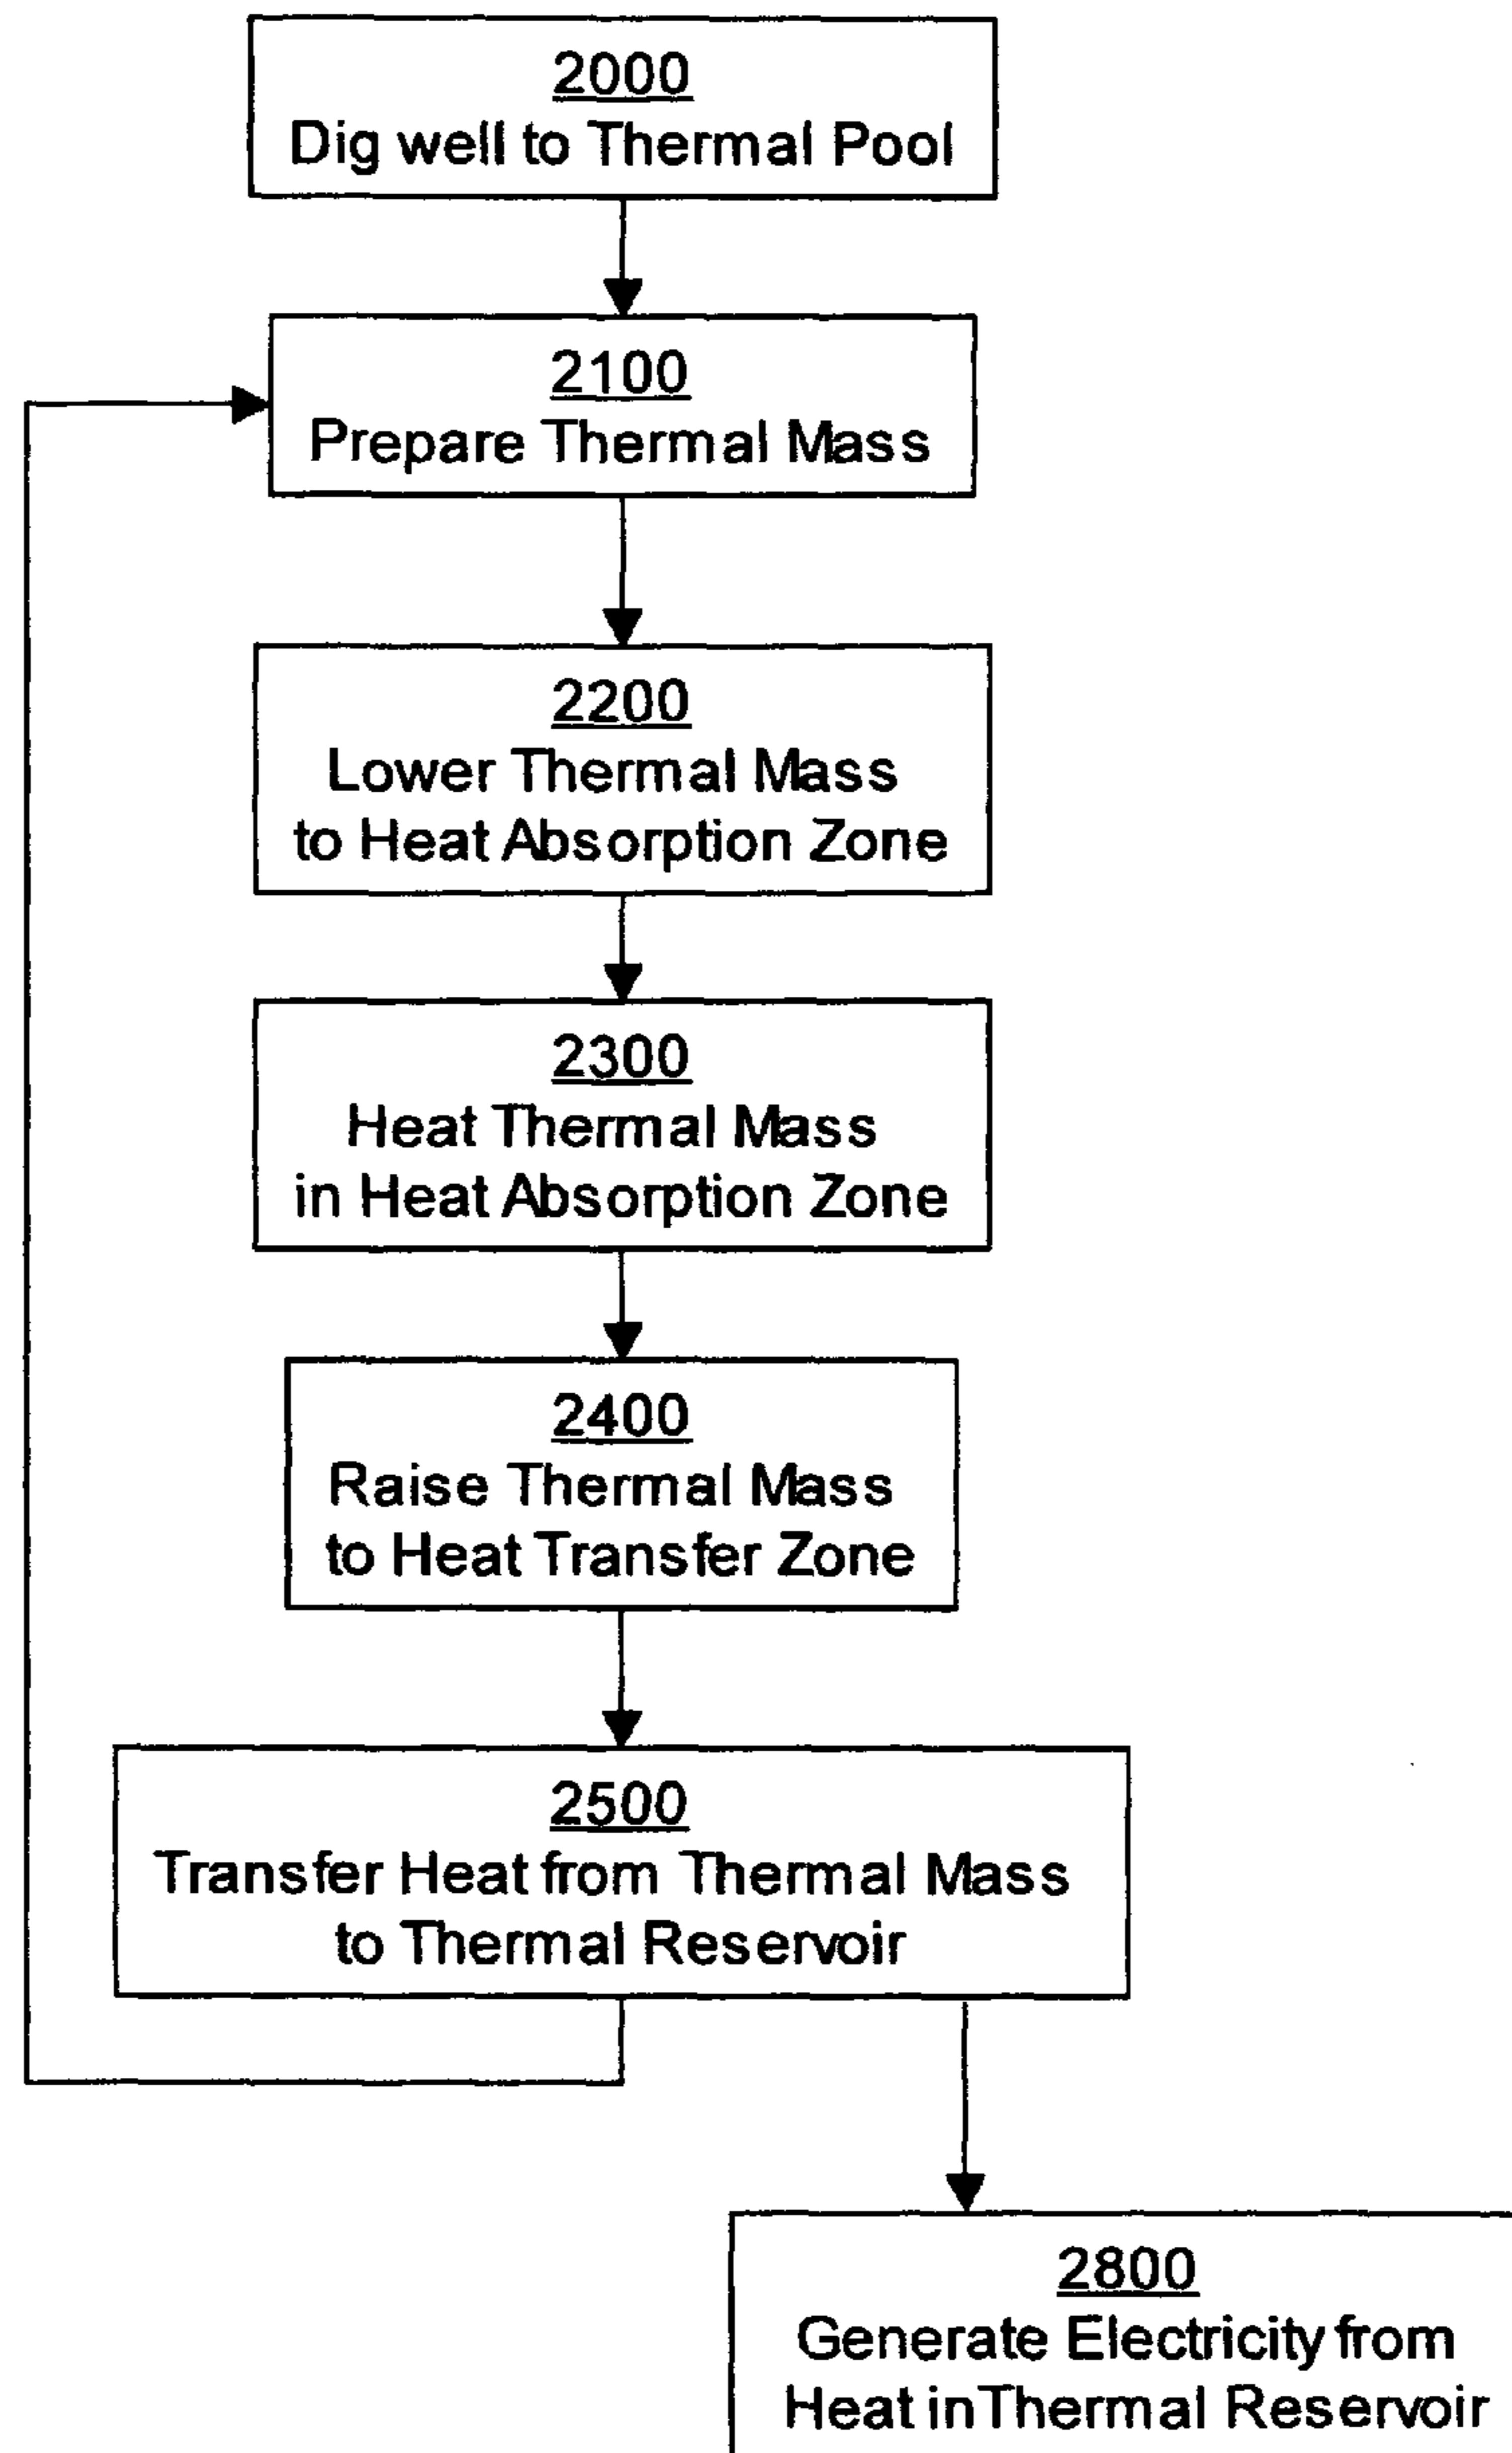 2000
Dig well to Thermal Pool
2100
Prepare Thermal Mass
2200
Lower Thermal Mass
to Heat Absorption Zone
2300
Heat Thermal Mass
in Heat Absorption Zone
2400
Raise Thermal Mass
to Heat Transfer Zone
2500
Transfer Heat from Thermal Mass
to Thermal Reservoir
2800
Generate Electricity from
Heat in Thermal Reservoir